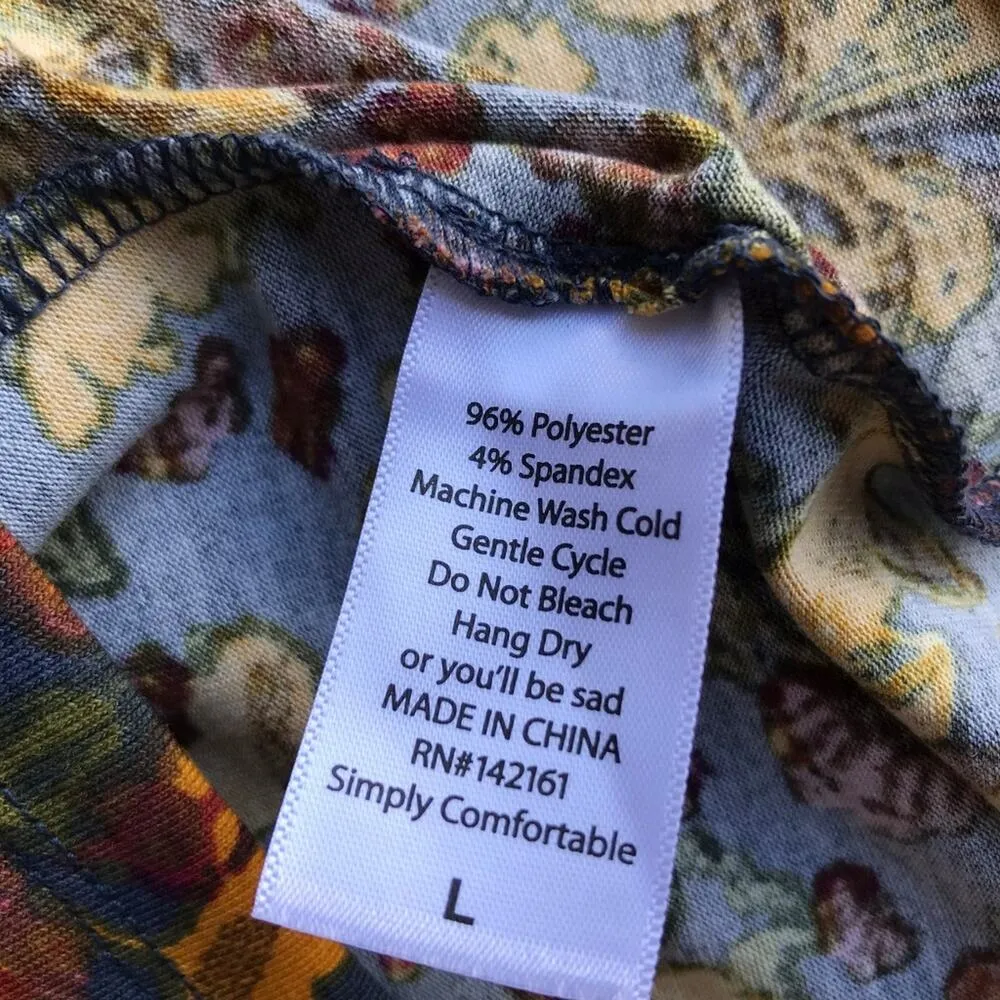 96% Polyester
4% Spandex
Machine Wash Cold
Gentle Cycle
Do Not Bleach
Hang Dry
or you'll be sad
MADE IN CHINA
RN#142161
Simply Comfortable
L